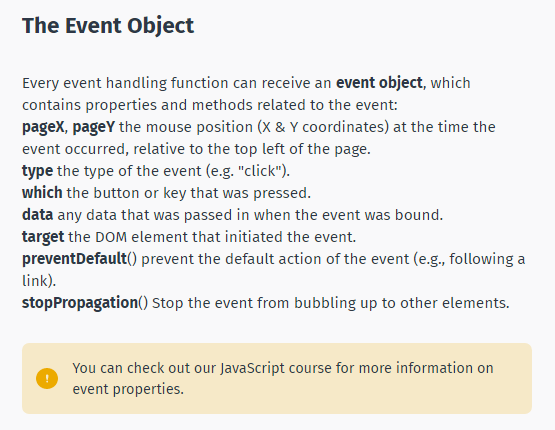 The Event Object
Every event handling function can receive an event object, which
contains properties and methods related to the event:
pageX, pageY the mouse position (X & Y coordinates) at the time the
event occurred, relative to the top left of the page.
type the type of the event (e.g. "click").
which the button or key that was pressed.
data any data that was passed in when the event was bound.
target the DOM element that initiated the event.
preventDefault() prevent the default action of the event (e.g., following a
link).
stopPropagation() Stop the event from bubbling up to other elements.
You can check out our JavaScript course for more information on
event properties.